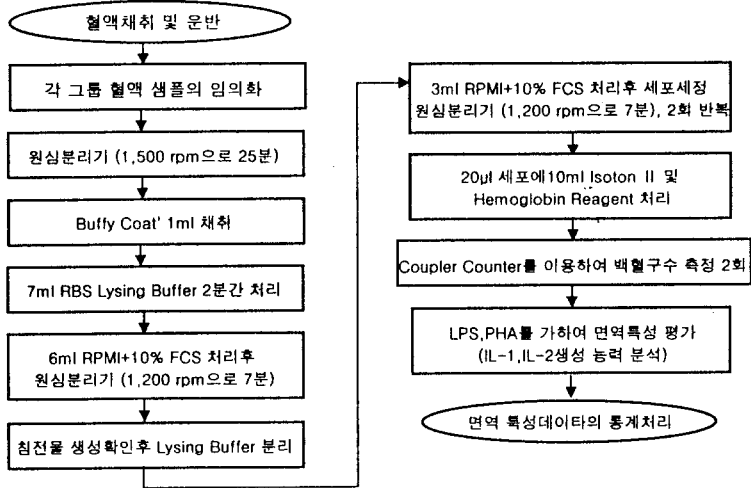 혈액채취 및 운반
각 그룹 혈액 샘플의 임의화
원심분리기 (1,500 rpm으로 25분)
Buffy Coat' 1ml 채취
7ml RBS Lysing Buffer 2분간 처리
6ml RPMI+10% FCS 처리후
원심분리기 (1,200 rpm으로 7분)
침전물 생성확인후 Lysing Buffer 분리
3ml RPMI+10% FCS 처리후 세포세정
원심분리기 (1,200 rpm으로 7분), 2회 반복
20μl 세포에10ml Isoton II 및
Hemoglobin Reagent 처리
Coupler Counter를 이용하여 백혈구수 측정 2회
LPS,PHA를 가하여 면역특성 평가
(IL-1,IL-2생성 능력 분석)
면역 특성데이타의 통계처리